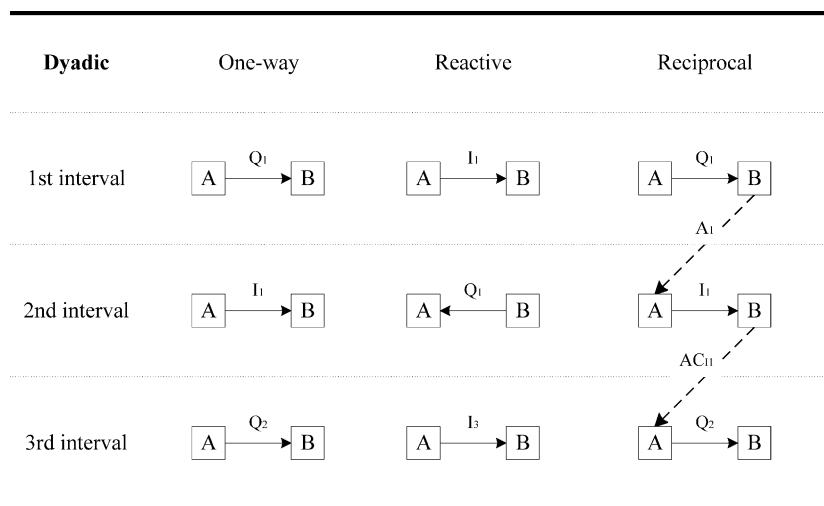 Dyadic One-way Reactive Reciprocal
Q1 I1 Q1
1st interval A B A B A B
A1
I1 Q1 I1
2nd interval A B A B A B
ACI1
Q2 I3 Q2
3rd interval A B A B A B